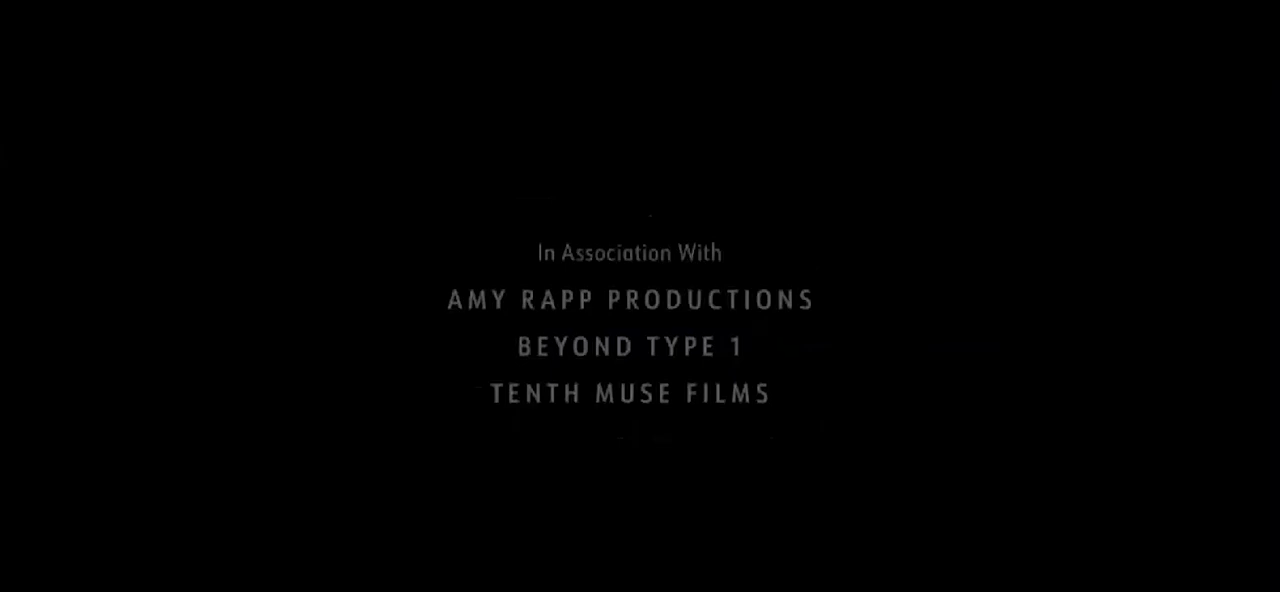 In Association With
AMY RAPP PRODUCTIONS
BEYOND TYPE 1
TENTH MUSE FILMS